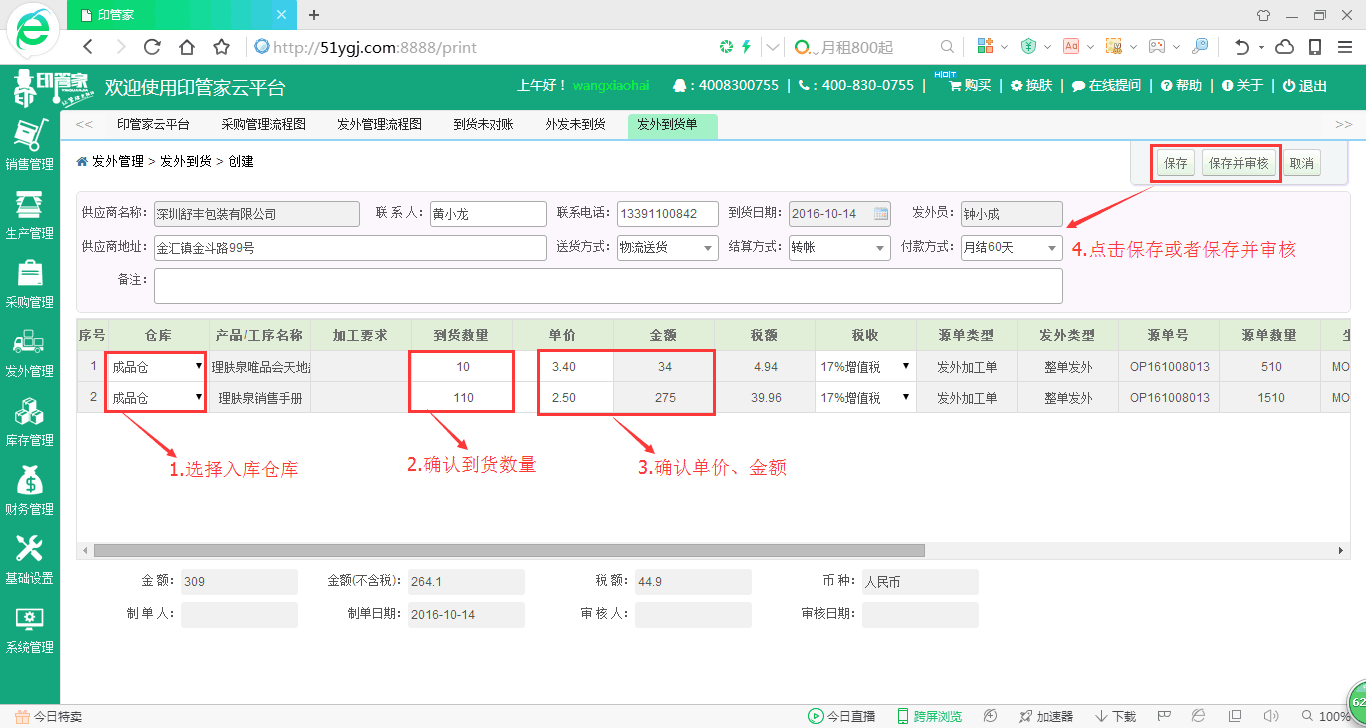 印管家
http://51ygj.com:8888/print
月租800起
印管家
欢迎使用印管家云平台
上午好！ wangxiaohai
: 4008300755 | : 400-830-0755 |
HOT
购买 | 换肤 | 在线提问 | 帮助 | 关于 | 退出
<< 印管家云平台 采购管理流程图 发外管理流程图 到货未对账 外发未到货 发外到货单 >>
销售管理
生产管理
采购管理
发外管理
库存管理
财务管理
基础设置
系统管理
发外管理 > 发外到货 > 创建
保存 保存并审核 取消
供应商名称: 深圳舒丰包装有限公司 联 系 人: 黄小龙 联系电话: 13391100842 到货日期: 2016-10-14 发外员: 钟小成
供应商地址: 金汇镇金斗路99号 送货方式: 物流送货 结算方式: 转帐 付款方式: 月结60天
备注:
4.点击保存或者保存并审核
序号 仓库 产品/工序名称 加工要求 到货数量 单价 金额 税额 税收 源单类型 发外类型 源单号 源单数量
1 成品仓 理肤泉唯品会天地 10 3.40 34 4.94 17%增值税 发外加工单 整单发外 OP161008013 510 MO
2 成品仓 理肤泉销售手册 110 2.50 275 39.96 17%增值税 发外加工单 整单发外 OP161008013 1510 MO
1.选择入库仓库
2.确认到货数量
3.确认单价、金额
金 额: 309 金额(不含税): 264.1 税 额: 44.9 币 种: 人民币
制 单 人: 制单日期: 2016-10-14 审 核 人: 审核日期:
今日特卖 今日直播 跨屏浏览 加速器 下载 100%
62